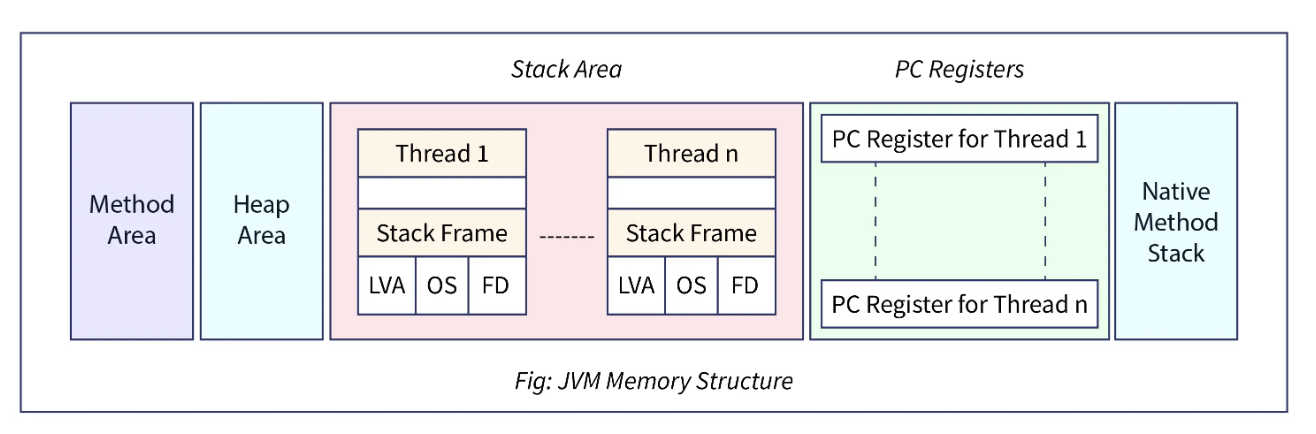 Stack Area
PC Registers
Method
Area
Heap
Area
Thread 1
Stack Frame
LVA OS FD
-------
Thread n
Stack Frame
LVA OS FD
PC Register for Thread 1
PC Register for Thread n
Native
Method
Stack
Fig: JVM Memory Structure